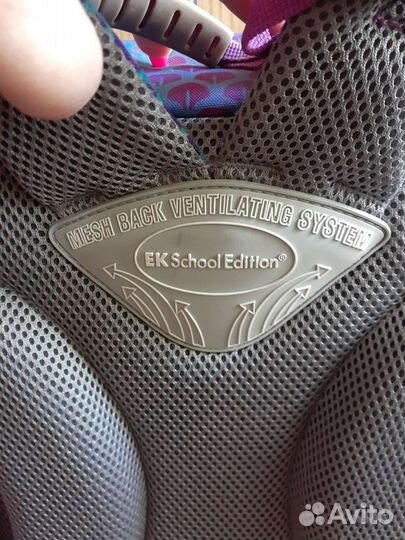 MESH BACK VENTILATING SYSTEM
EK School Edition®
Avito